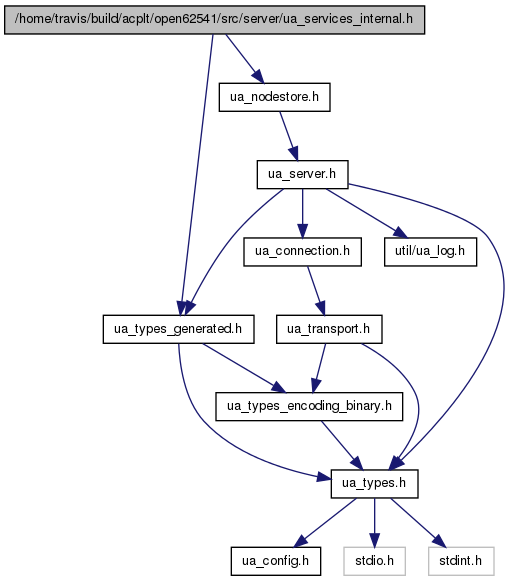 /home/travis/build/acplt/open62541/src/server/ua_services_internal.h
ua_nodestore.h
ua_server.h
ua_connection.h
util/ua_log.h
ua_types_generated.h
ua_transport.h
ua_types_encoding_binary.h
ua_types.h
ua_config.h
stdio.h
stdint.h